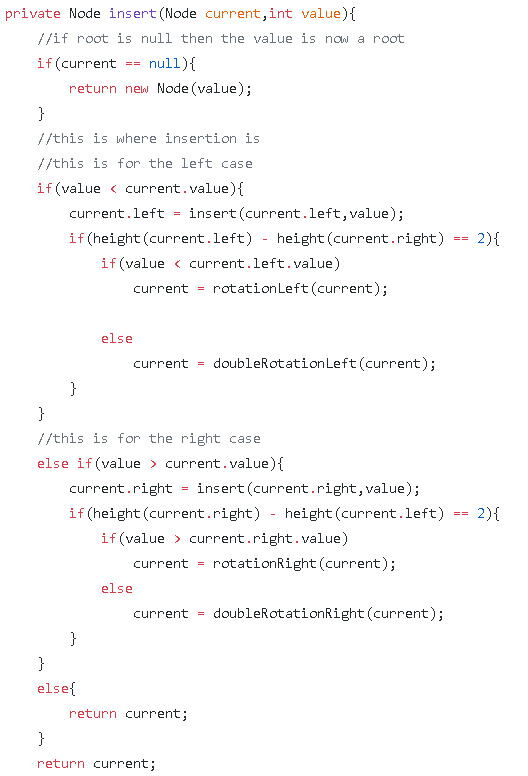 private Node insert(Node current,int value){
    //if root is null then the value is now a root
    if(current == null){
        return new Node(value);
    }
    //this is where insertion is
    //this is for the left case
    if(value < current.value){
        current.left = insert(current.left,value);
        if(height(current.left) - height(current.right) == 2){
            if(value < current.left.value)
                current = rotationLeft(current);

            else
                current = doubleRotationLeft(current);
        }
    }
    //this is for the right case
    else if(value > current.value){
        current.right = insert(current.right,value);
        if(height(current.right) - height(current.left) == 2){
            if(value > current.right.value)
                current = rotationRight(current);
            else
                current = doubleRotationRight(current);
        }
    }
    else{
        return current;
    }
    return current;